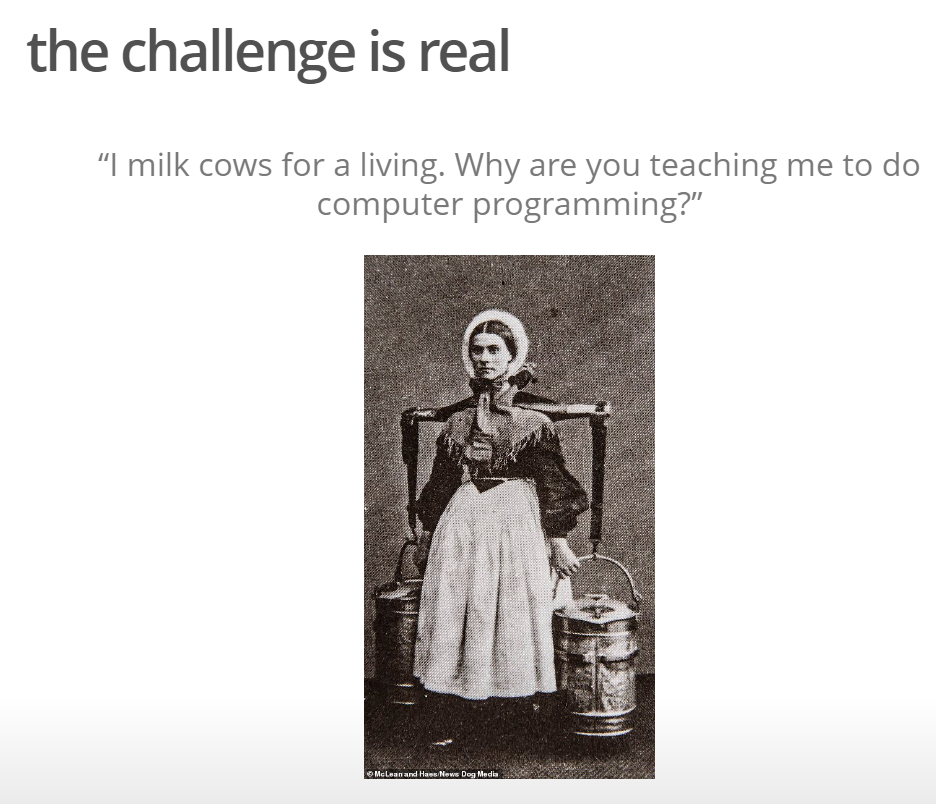 the challenge is real
“I milk cows for a living. Why are you teaching me to do
computer programming?”
© McLean and Haes/News Dog Media